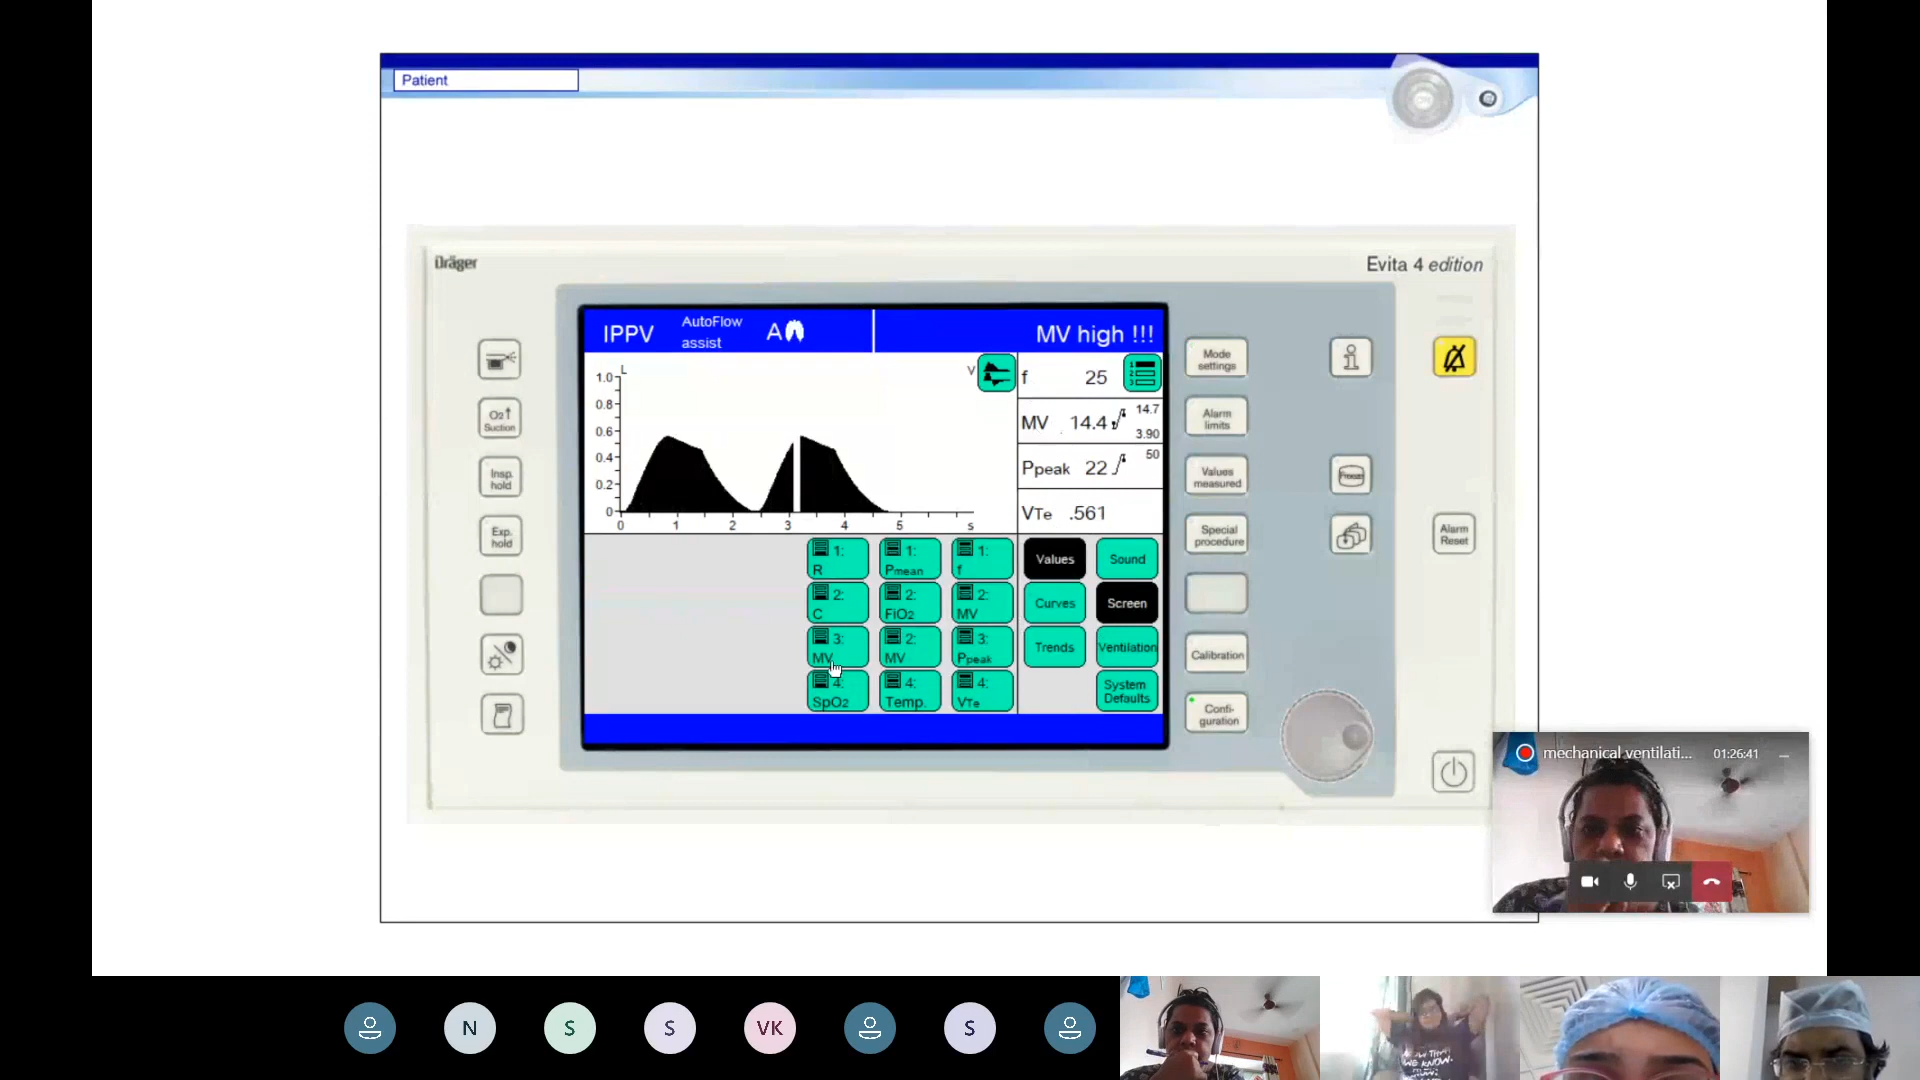 Patient
Dräger
Evita 4 edition
IPPV
AutoFlow
assist
A
MV high !!!
L
1.0
0.8
0.6
0.4
0.2
0
0 1 2 3 4 5 s
V
f 25
MV 14.4
14.7
3.90
Ppeak 22
50
VTe .561
1:
R
1:
Pmean
1:
f
2:
C
2:
FiO2
2:
MV
3:
MV
2:
MV
3:
Ppeak
4:
SpO2
4:
Temp.
4:
VTe
Values
Sound
Curves
Screen
Trends
Ventilation
System
Defaults
O2↑
Suction
Insp.
hold
Exp.
hold
Mode
settings
Alarm
limits
Values
measured
Special
procedure
Calibration
Confi-
guration
Freeze
Alarm
Reset
mechanical ventilati...
01:26:41
N
S
S
VK
S